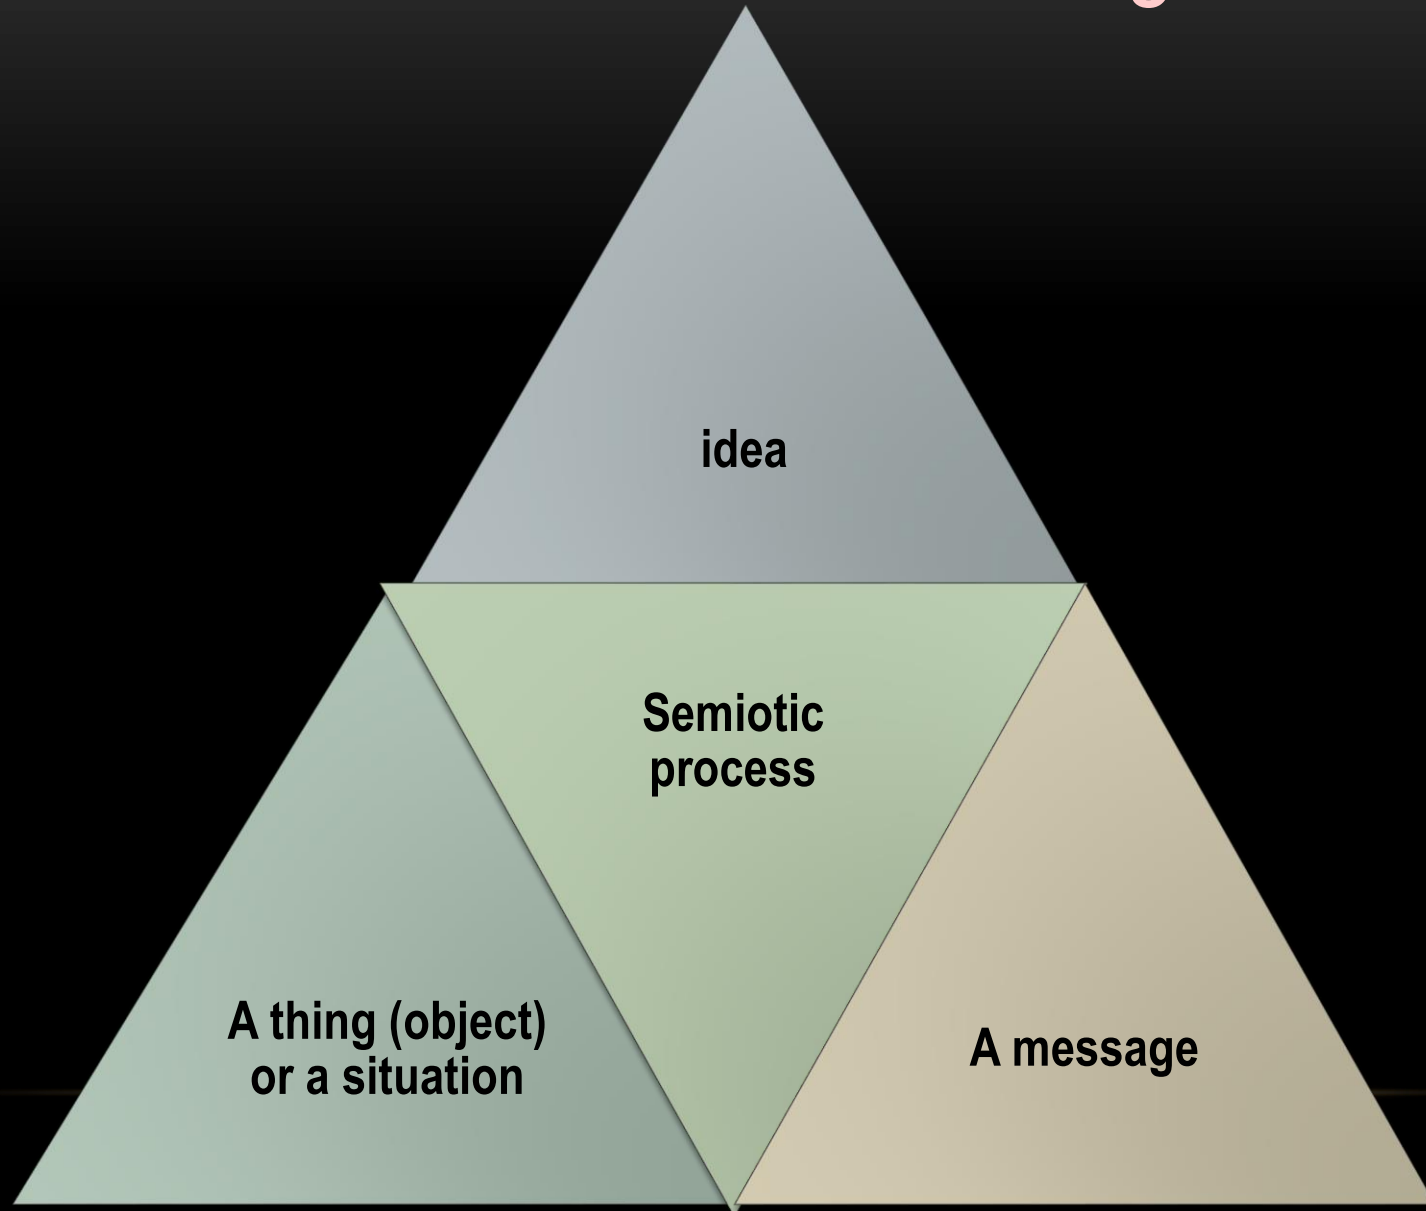 idea
Semiotic
process
A thing (object)
or a situation
A message